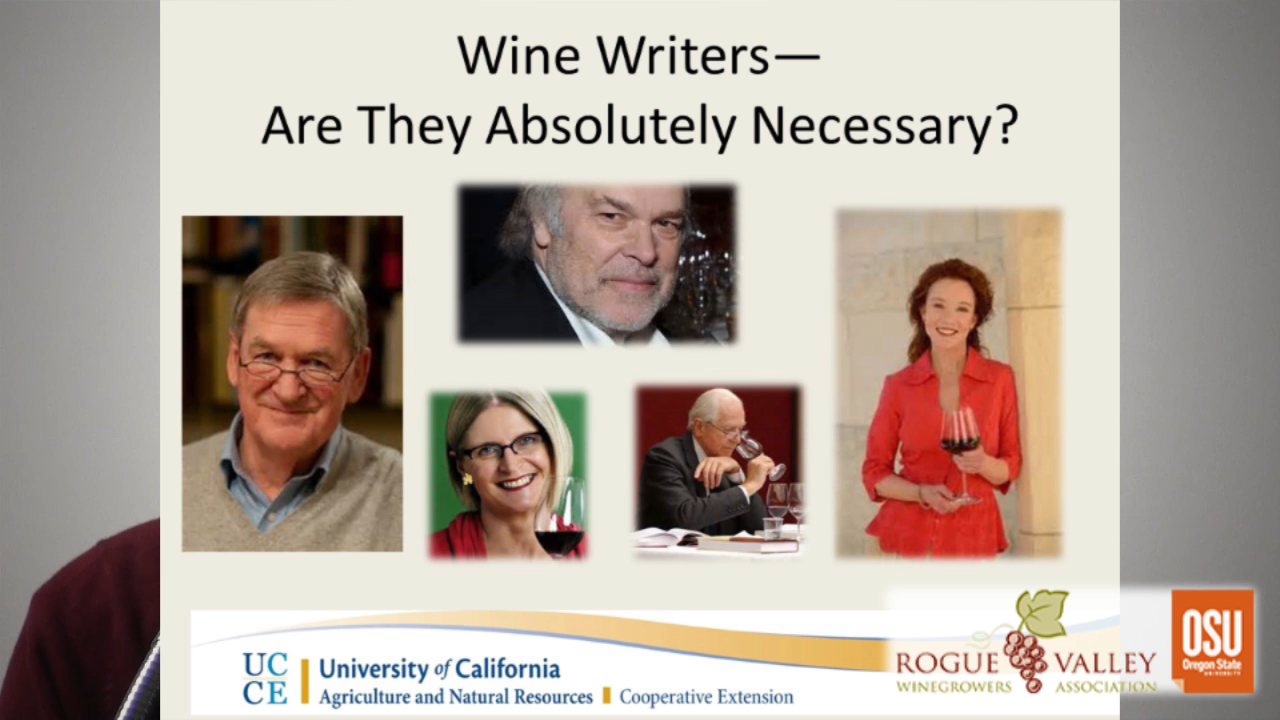 Wine Writers—
Are They Absolutely Necessary?
UC
CE
University of California
Agriculture and Natural Resources
Cooperative Extension
ROGUE VALLEY
WINEGROWERS ASSOCIATION
OSU
Oregon State
UNIVERSITY